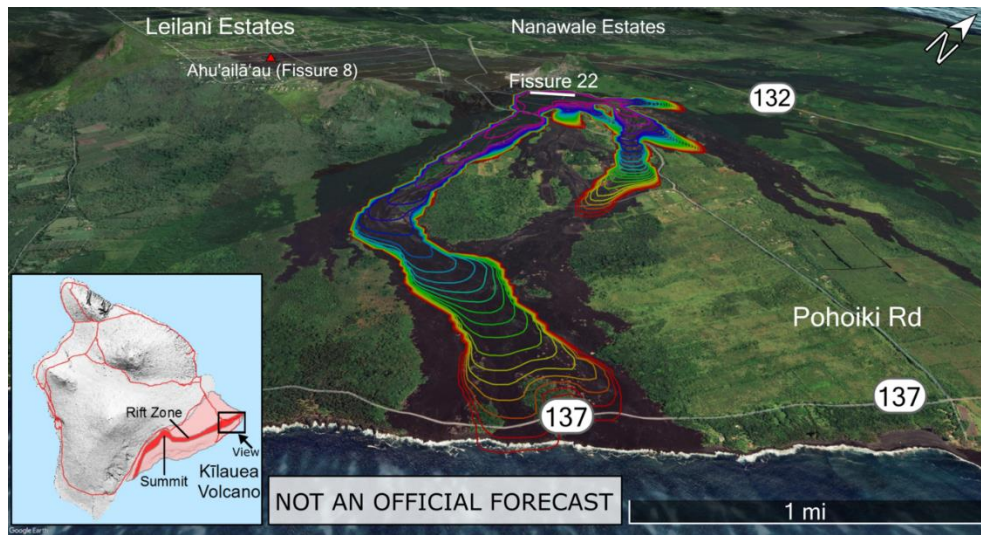 Leilani Estates
Nanawale Estates
N
Ahu'ailā‘au (Fissure 8)
Fissure 22
132
Pohoiki Rd
137
137
Rift Zone
Summit
View
Kīlauea
Volcano
NOT AN OFFICIAL FORECAST
1 mi
Google Earth